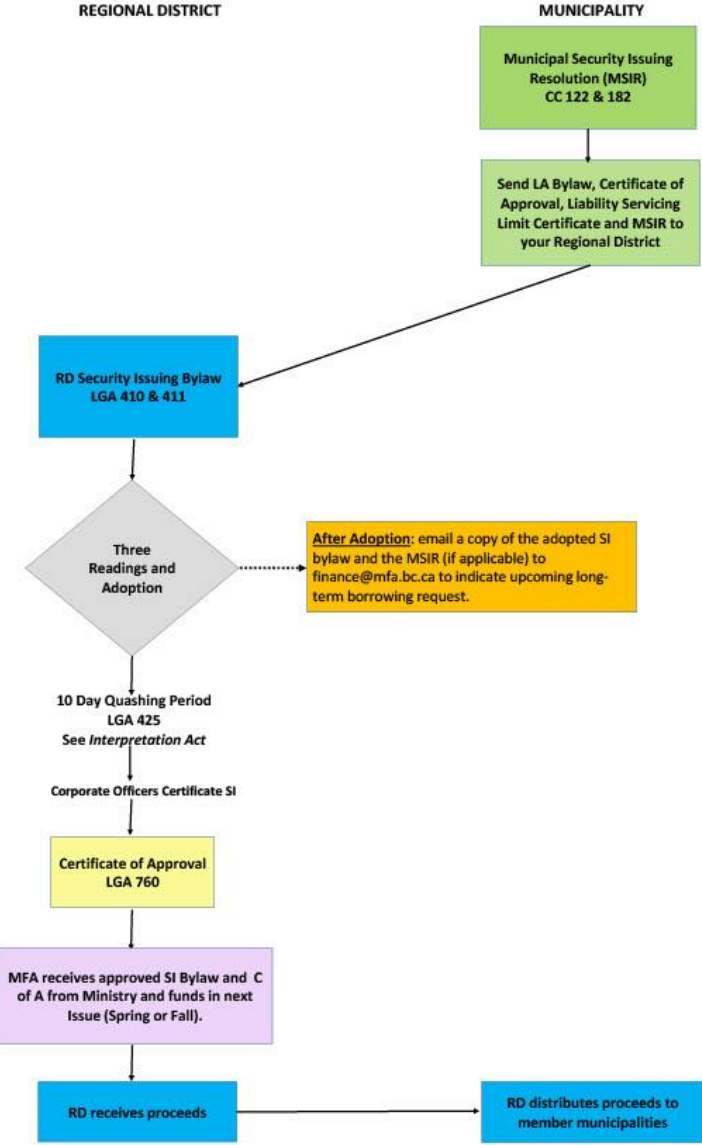 REGIONAL DISTRICT
MUNICIPALITY
Municipal Security Issuing
Resolution (MSIR)
CC 122 & 182
Send LA Bylaw, Certificate of
Approval, Liability Servicing
Limit Certificate and MSIR to
your Regional District
RD Security Issuing Bylaw
LGA 410 & 411
Three
Readings and
Adoption
After Adoption: email a copy of the adopted SI
bylaw and the MSIR (if applicable) to
finance@mfa.bc.ca to indicate upcoming long-
term borrowing request.
10 Day Quashing Period
LGA 425
See Interpretation Act
Corporate Officers Certificate SI
Certificate of Approval
LGA 760
MFA receives approved SI Bylaw and C
of A from Ministry and funds in next
Issue (Spring or Fall).
RD receives proceeds
RD distributes proceeds to
member municipalities